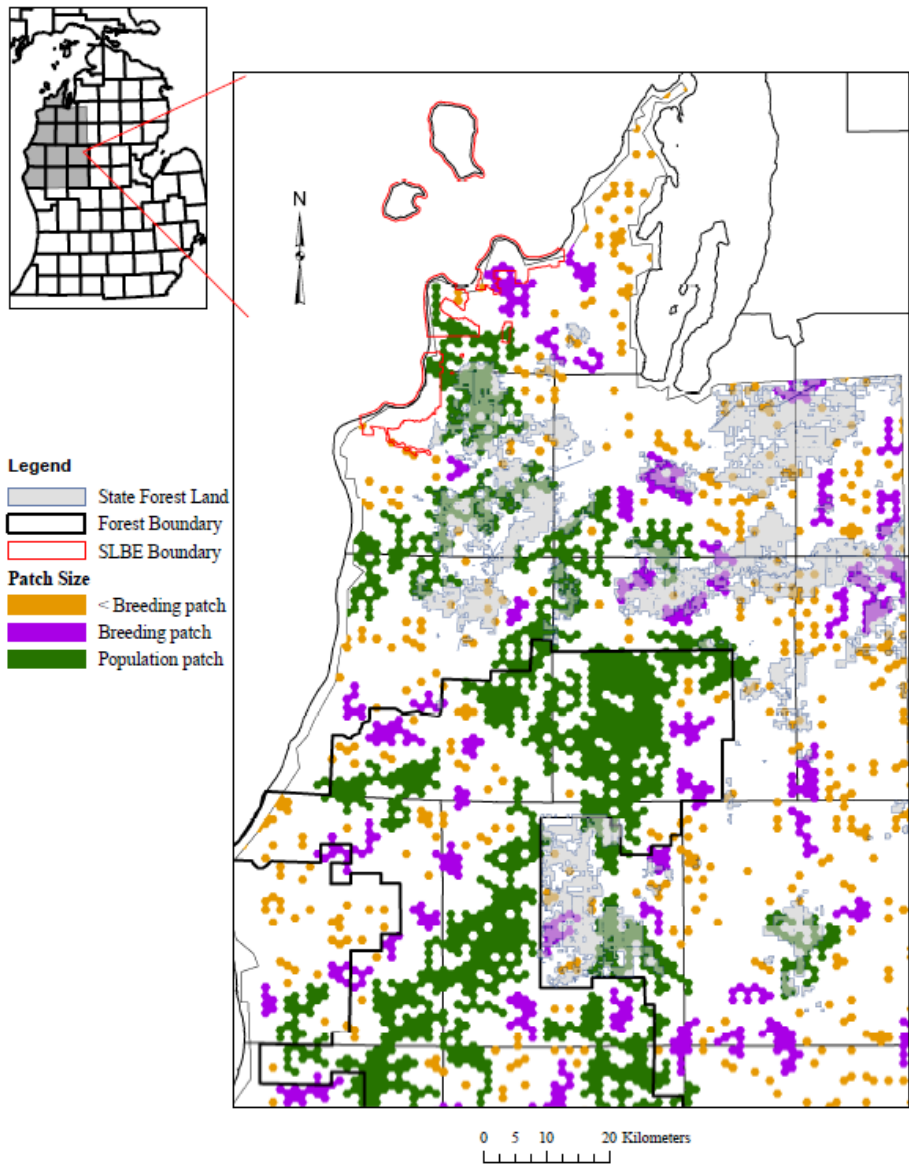 N
Legend
State Forest Land
Forest Boundary
SLBE Boundary
Patch Size
< Breeding patch
Breeding patch
Population patch
0 5 10 20 Kilometers